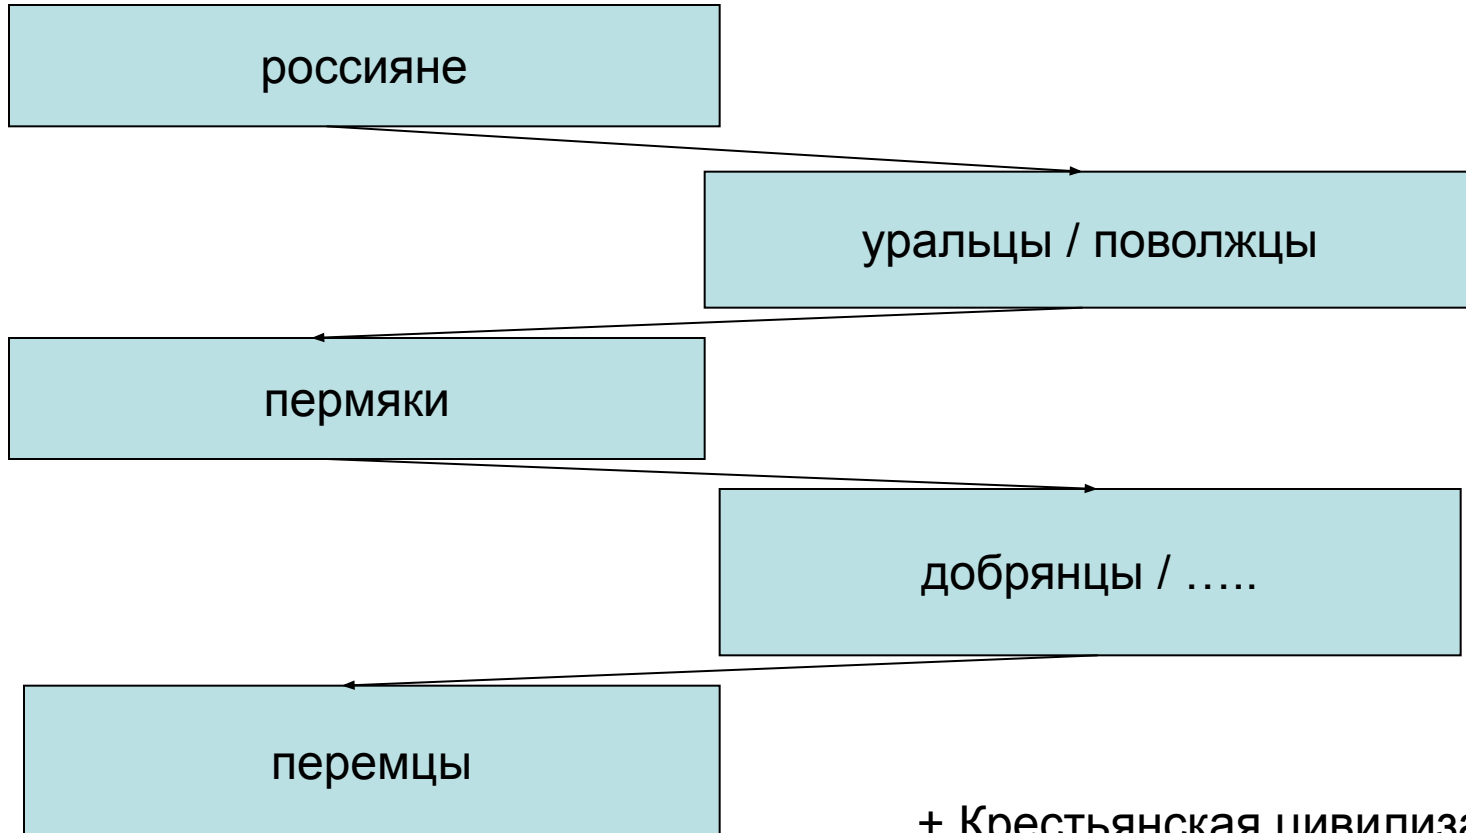 россияне
уральцы / поволжцы
пермяки
добрянцы / …..
перемцы
+ Крестьянская